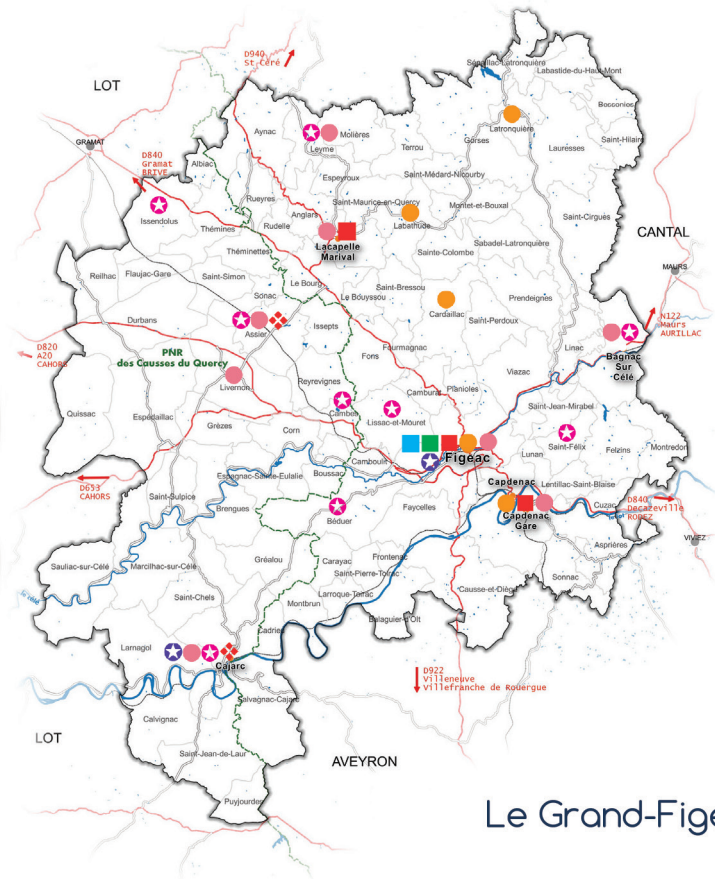 D940
St Céré
LOT
Sénaillac-Latronquière
Labastide-du-Haut-Mont
Bessonies
GRAMAT
Aynac
Molières
Leyme
Terrou
Gorses
Latronquière
Lauresses
Saint-Hilaire
D840
Gramat
BRIVE
Albiac
Espeyroux
Saint-Médard-Nicourby
Issendolus
Rueyres
Saint-Maurice-en-Quercy
Labathude
Montet-et-Bouxal
Saint-Cirgues
Thémines
Rudelle
Anglars
Lacapelle
Marival
Sainte-Colombe
Sabadel-Latronquière
CANTAL
Théminettes
MAURS
Reilhac
Flaujac-Gare
Saint-Simon
Sonac
Le Bourg
Le Bouyssou
Saint-Bressou
Cardaillac
Prendeignes
Saint-Perdoux
N122
Maurs
AURILLAC
Durbans
Assier
Issepts
Fourmagnac
Fons
Linac
Bagnac
Sur
-Célé
D820
A20
CAHORS
PNR
des Causses du Quercy
Livernon
Reyrevignes
Camburat
Planioles
Viazac
Quissac
Espédaillac
Grèzes
Cambes
Lissac-et-Mouret
Saint-Jean-Mirabel
Corn
Saint-Félix
Montredon
Figeac
Lunan
Felzins
Camboulit
D653
CAHORS
Espagnac-Sainte-Eulalie
Boussac
Capdenac
Lentillac-Saint-Blaise
Saint-Sulpice
Brengues
Béduer
Faycelles
Capdenac
Gare
Cuzac
D840
Decazeville
RODEZ
Asprières
VIVIEZ
Gréalou
Carayac
Frontenac
Sauliac-sur-Célé
Marcilhac-sur-Célé
Saint-Pierre-Toirac
Sonnac
le célé
Saint-Chels
Montbrun
Larroque-Toirac
Causse-et-Diège
Balaguier-d'Olt
Larnagol
Cadrieu
Cajarc
D922
Villeneuve
Villefranche de Rouergue
Salvagnac-Cajarc
Calvignac
LOT
Saint-Jean-de-Laur
AVEYRON
Puyjourdes
Le Grand-Fige